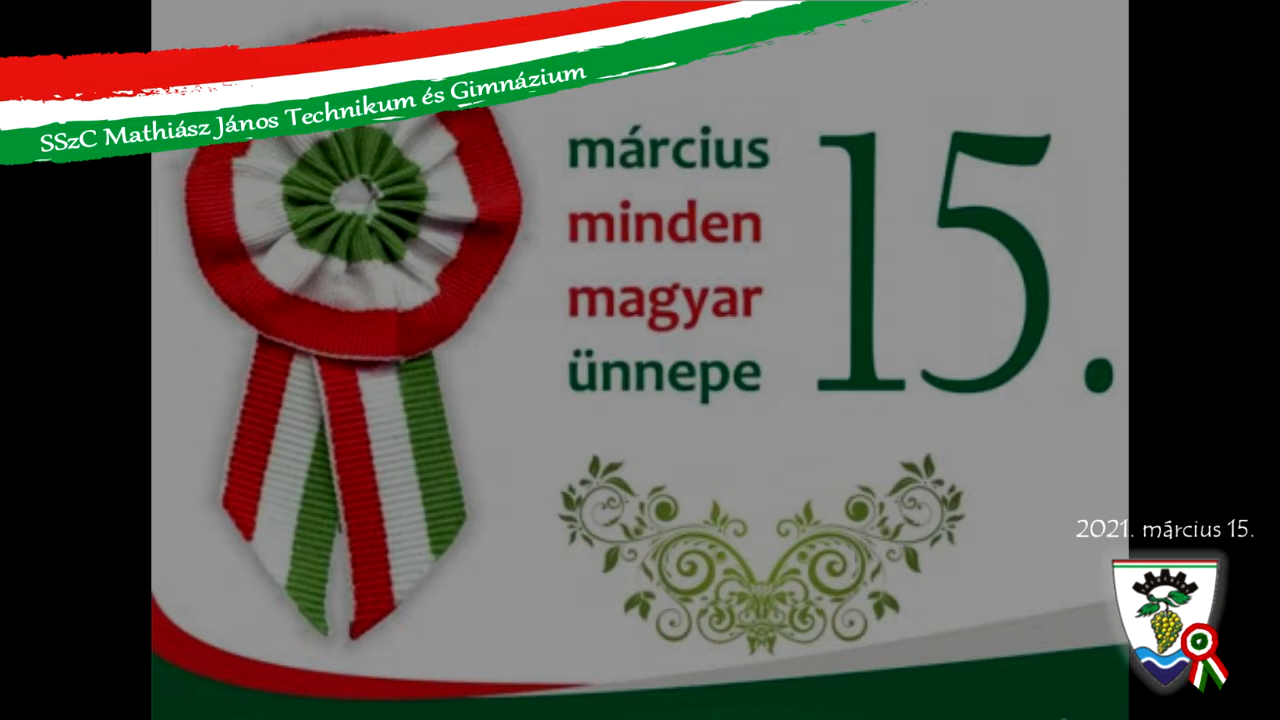 SSzC Mathiász János Technikum és Gimnázium
március
minden
magyar
ünnepe
15.
2021. március 15.